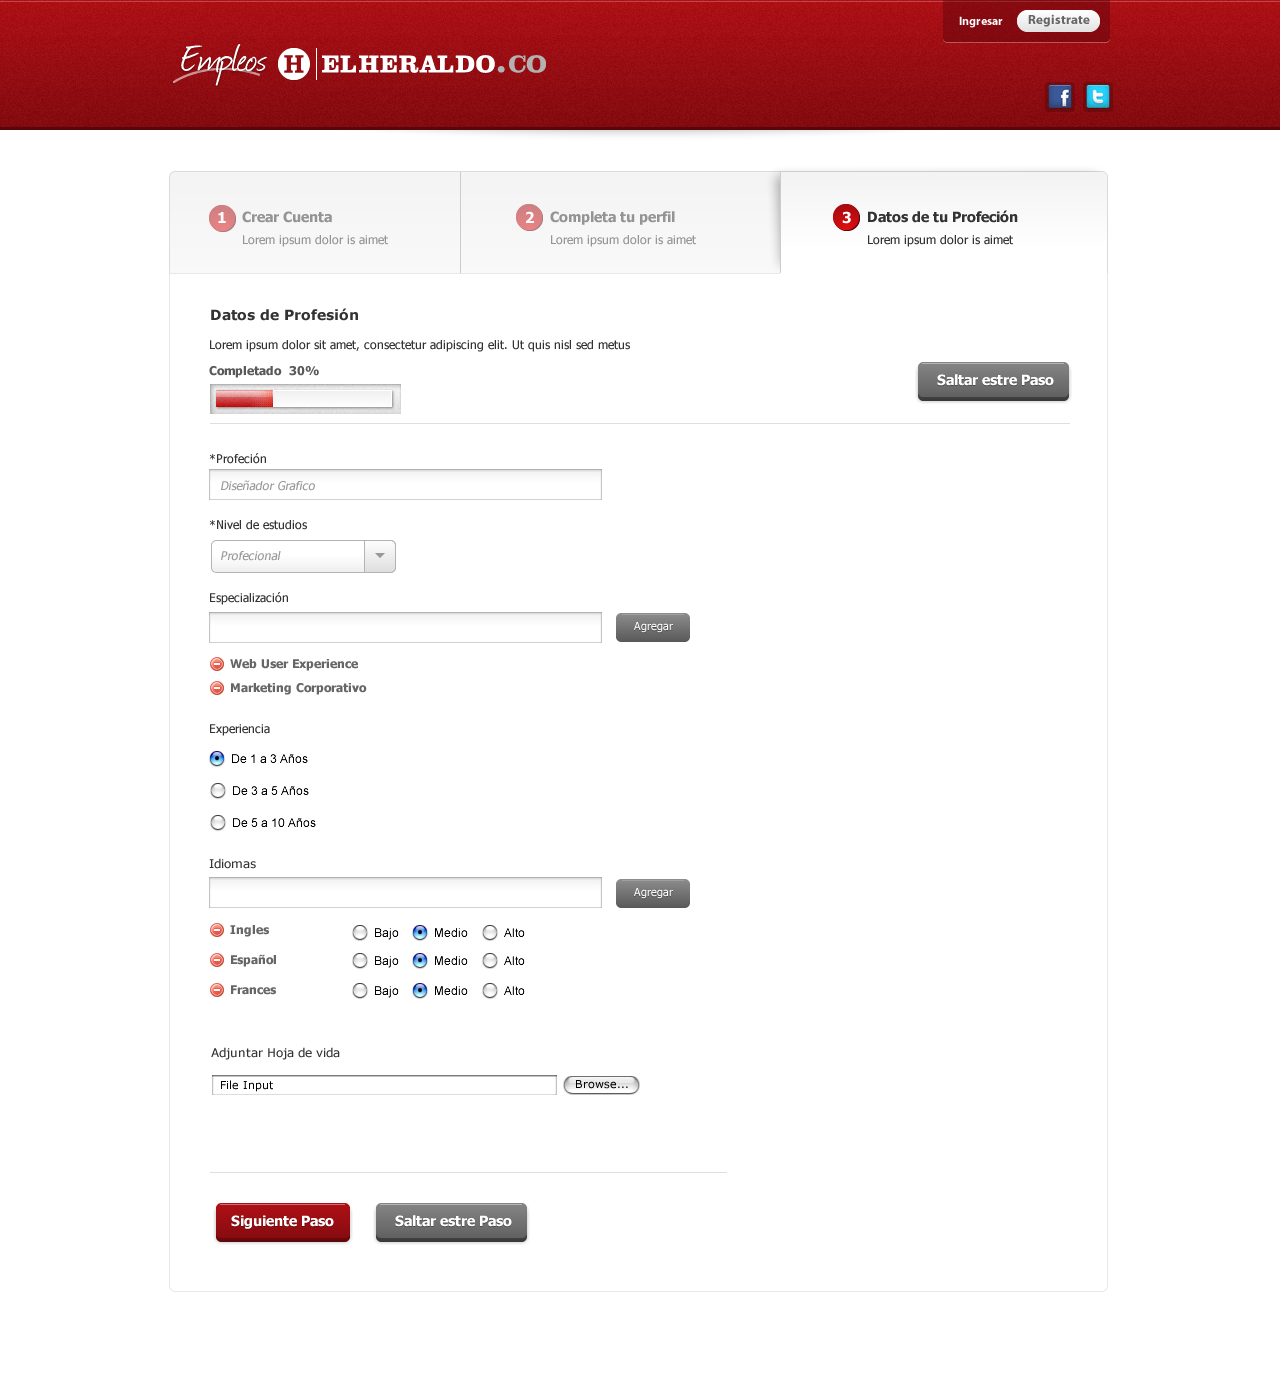 Ingresar Registrate
Empleos H ELHERALDO.CO
f t
1 Crear Cuenta
Lorem ipsum dolor is aimet
2 Completa tu perfil
Lorem ipsum dolor is aimet
3 Datos de tu Profeción
Lorem ipsum dolor is aimet
Datos de Profesión
Lorem ipsum dolor sit amet, consectetur adipiscing elit. Ut quis nisl sed metus
Completado 30%
Saltar estre Paso
*Profeción
Diseñador Grafico
*Nivel de estudios
Profecional
Especialización
Agregar
Web User Experience
Marketing Corporativo
Experiencia
De 1 a 3 Años
De 3 a 5 Años
De 5 a 10 Años
Idiomas
Agregar
Ingles Bajo Medio Alto
Español Bajo Medio Alto
Frances Bajo Medio Alto
Adjuntar Hoja de vida
File Input Browse...
Siguiente Paso Saltar estre Paso